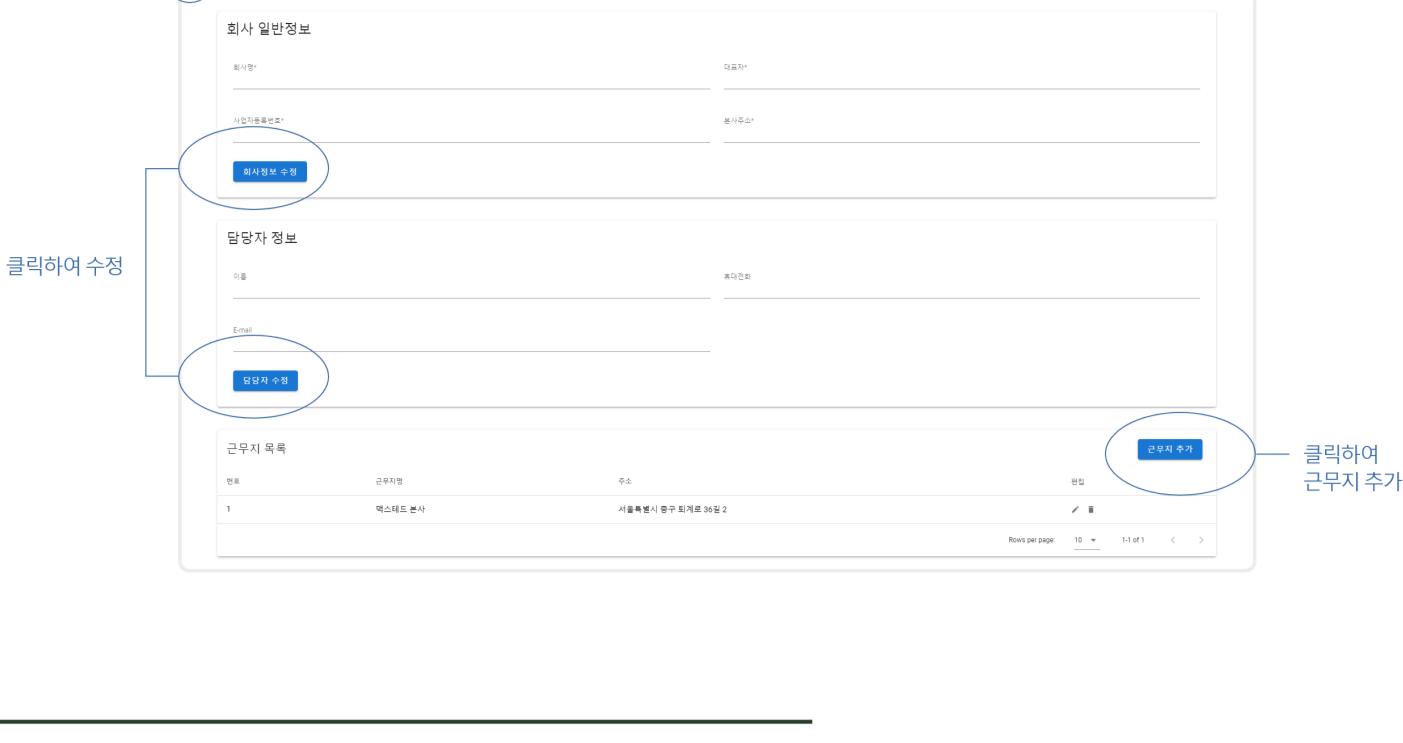 회사 일반정보
회사명*
대표자*
사업자등록번호*
본사주소*
회사정보 수정
담당자 정보
클릭하여 수정
이름
휴대전화
E-mail
담당자 수정
근무지 목록
근무지 추가
클릭하여
근무지 추가
번호 근무지명 주소 편집
1 맥스테드 본사 서울특별시 중구 퇴계로 36길 2
Rows per page: 10 1-1 of 1